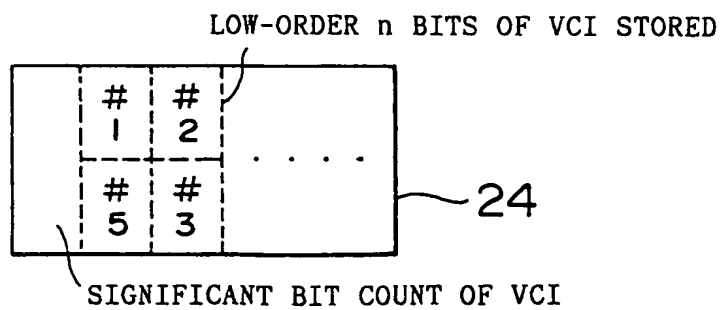 LOW-ORDER n BITS OF VCI STORED
# #
1 2
. . . .
# #
5 3
24
SIGNIFICANT BIT COUNT OF VCI